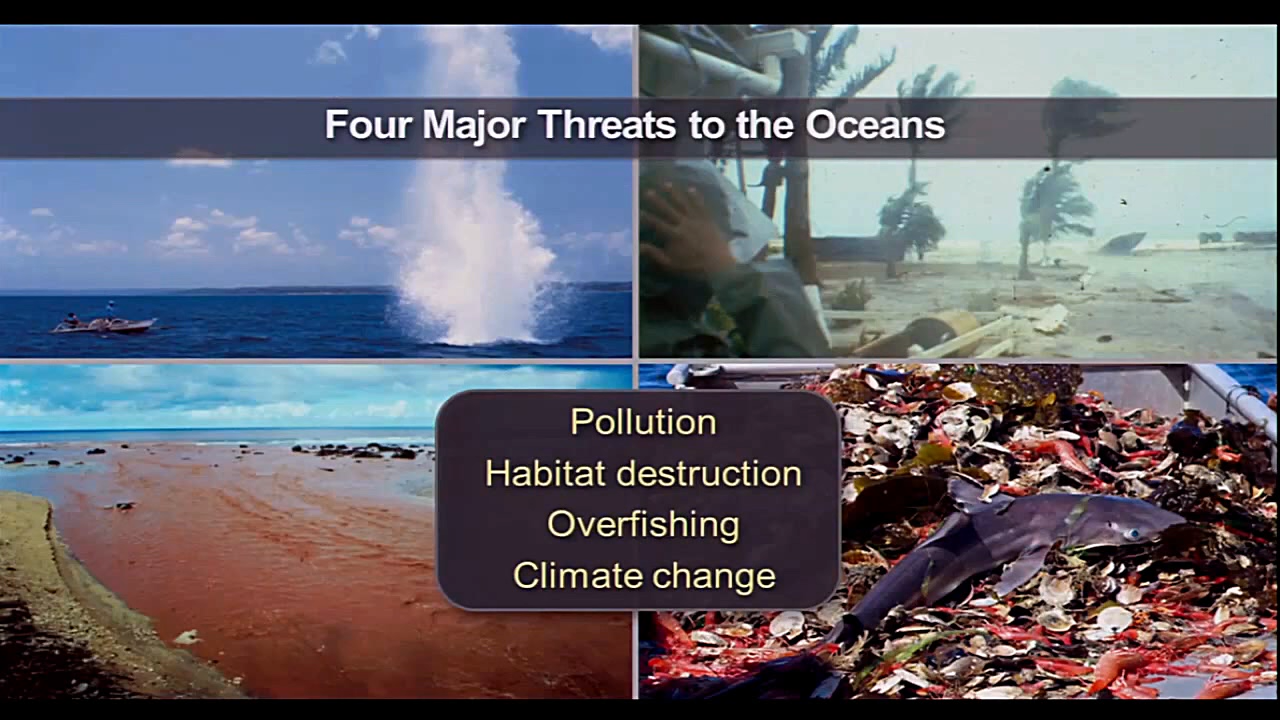 Four Major Threats to the Oceans
Pollution
Habitat destruction
Overfishing
Climate change